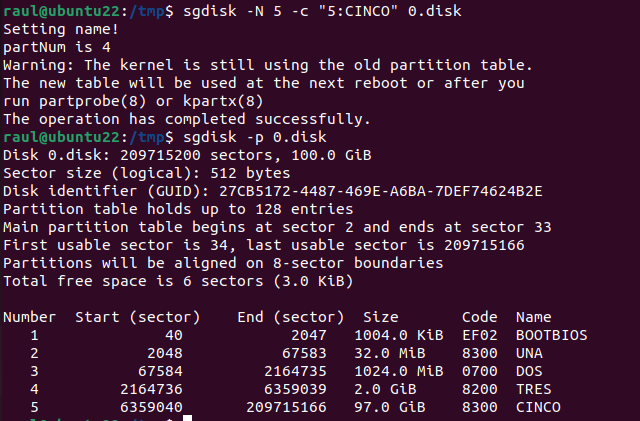 raul@ubuntu22:/tmp$ sgdisk -N 5 -c "5:CINCO" 0.disk
Setting name!
partNum is 4
Warning: The kernel is still using the old partition table.
The new table will be used at the next reboot or after you
run partprobe(8) or kpartx(8)
The operation has completed successfully.
raul@ubuntu22:/tmp$ sgdisk -p 0.disk
Disk 0.disk: 209715200 sectors, 100.0 GiB
Sector size (logical): 512 bytes
Disk identifier (GUID): 27CB5172-4487-469E-A6BA-7DEF74624B2E
Partition table holds up to 128 entries
Main partition table begins at sector 2 and ends at sector 33
First usable sector is 34, last usable sector is 209715166
Partitions will be aligned on 8-sector boundaries
Total free space is 6 sectors (3.0 KiB)
Number  Start (sector)    End (sector)  Size       Code  Name
   1              40            2047   1004.0 KiB  EF02  BOOTBIOS
   2            2048           67583   32.0 MiB    8300  UNA
   3           67584         2164735   1024.0 MiB  0700  DOS
   4         2164736         6359039   2.0 GiB     8200  TRES
   5         6359040       209715166   97.0 GiB    8300  CINCO
raul@ubuntu22:/tmp$